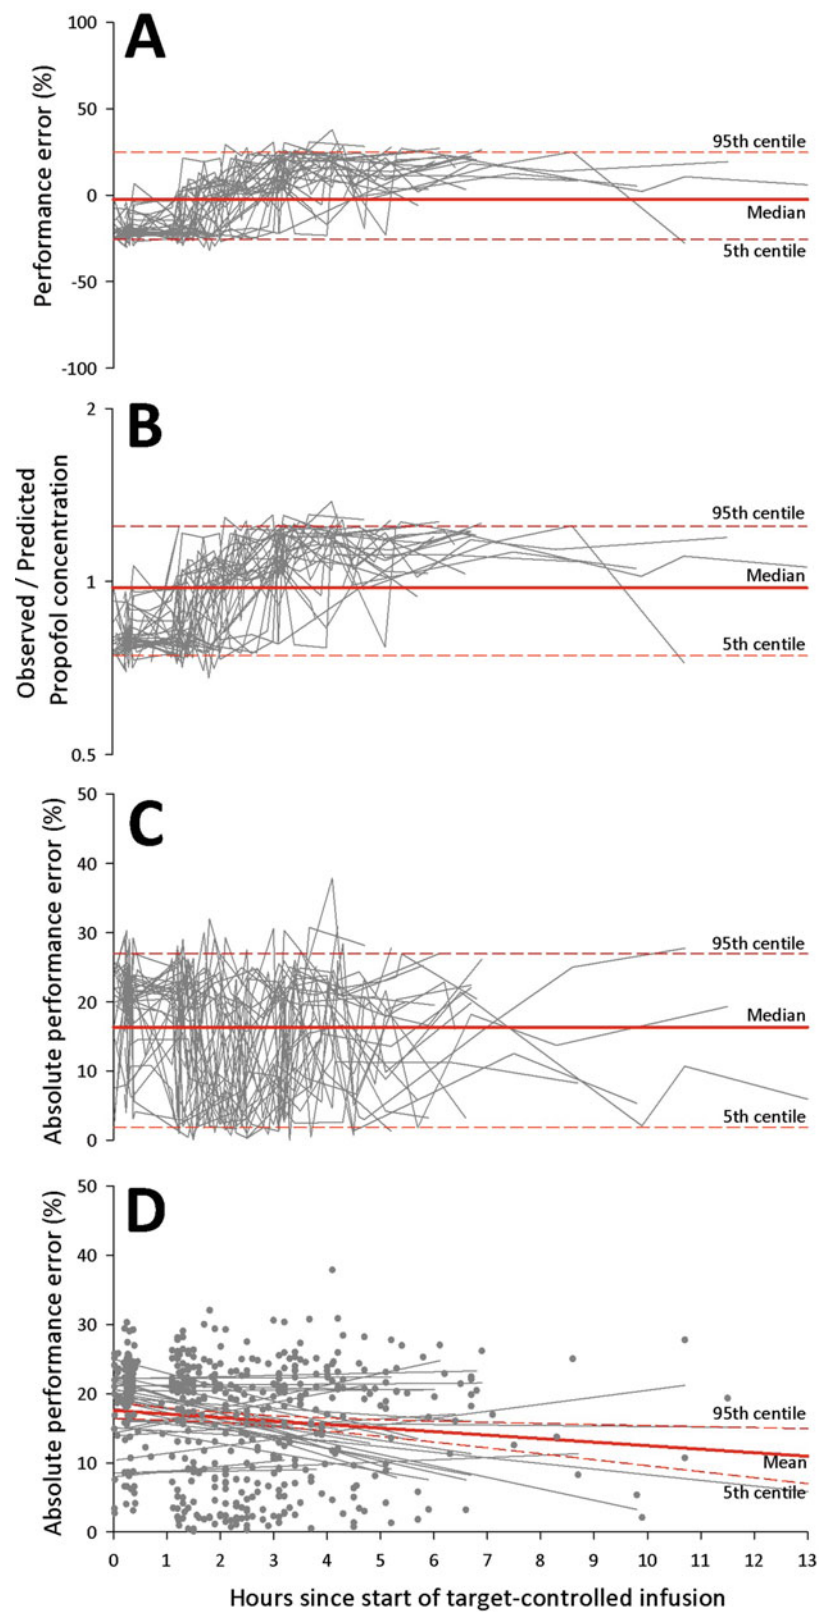 A
100
50
0
-50
-100
Performance error (%)
95th centile
Median
5th centile
B
2
1
0.5
Observed / Predicted
Propofol concentration
95th centile
Median
5th centile
C
50
40
30
20
10
0
Absolute performance error (%)
95th centile
Median
5th centile
D
50
40
30
20
10
0
Absolute performance error (%)
95th centile
Mean
5th centile
0 1 2 3 4 5 6 7 8 9 10 11 12 13
Hours since start of target-controlled infusion